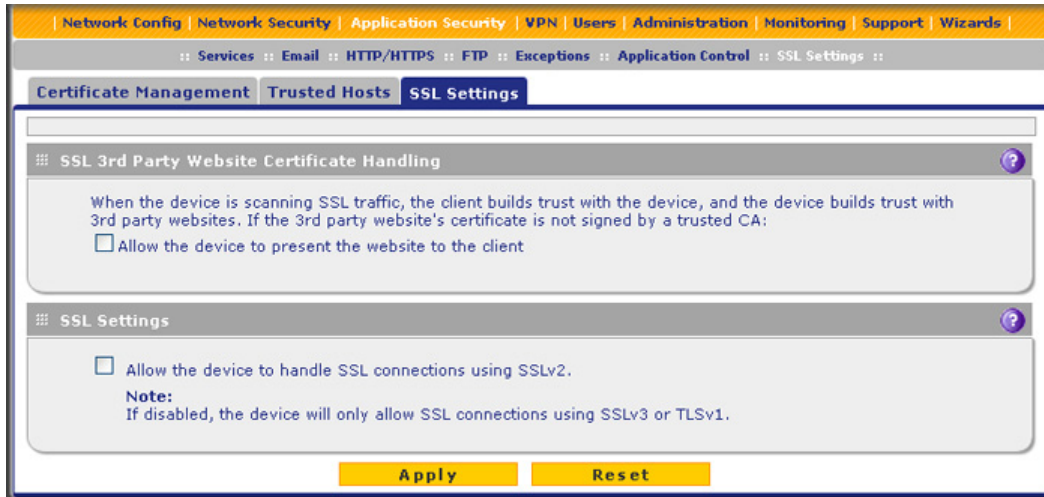 | Network Config | Network Security | Application Security | VPN | Users | Administration | Monitoring | Support | Wizards |
:: Services :: Email :: HTTP/HTTPS :: FTP :: Exceptions :: Application Control :: SSL Settings ::
Certificate Management Trusted Hosts SSL Settings
SSL 3rd Party Website Certificate Handling ?
When the device is scanning SSL traffic, the client builds trust with the device, and the device builds trust with
3rd party websites. If the 3rd party website's certificate is not signed by a trusted CA:
Allow the device to present the website to the client
SSL Settings ?
Allow the device to handle SSL connections using SSLv2.
Note:
If disabled, the device will only allow SSL connections using SSLv3 or TLSv1.
Apply Reset